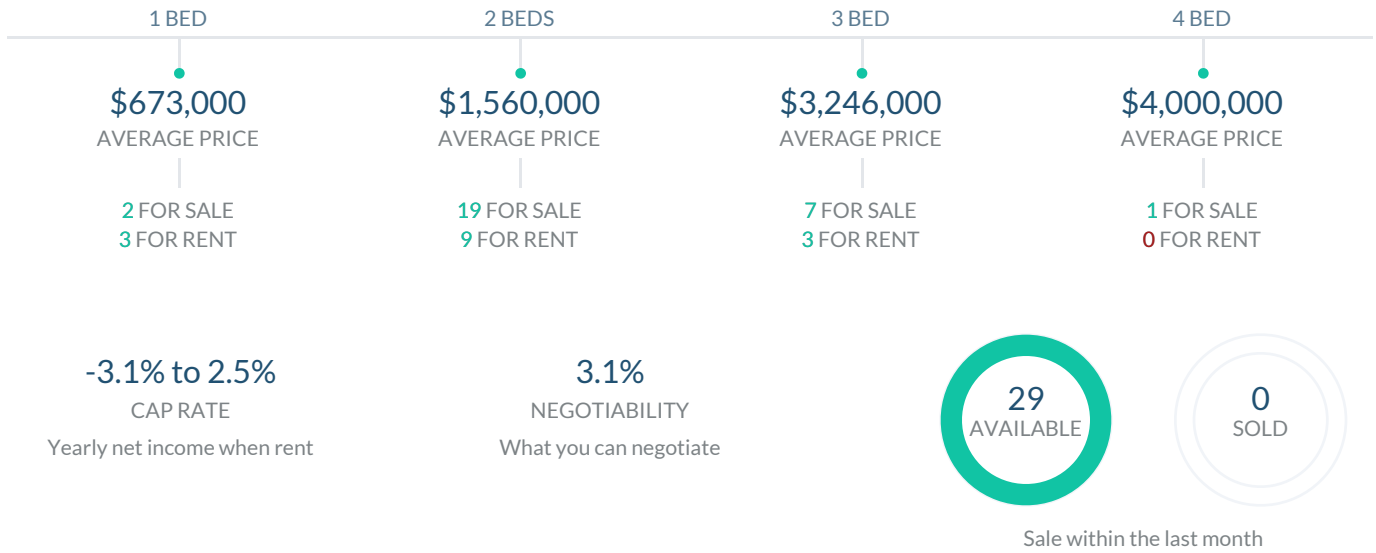 1 BED
$673,000
AVERAGE PRICE
2 FOR SALE
3 FOR RENT
2 BEDS
$1,560,000
AVERAGE PRICE
19 FOR SALE
9 FOR RENT
3 BED
$3,246,000
AVERAGE PRICE
7 FOR SALE
3 FOR RENT
4 BED
$4,000,000
AVERAGE PRICE
1 FOR SALE
0 FOR RENT
-3.1% to 2.5%
CAP RATE
Yearly net income when rent
3.1%
NEGOTIABILITY
What you can negotiate
29
AVAILABLE
0
SOLD
Sale within the last month